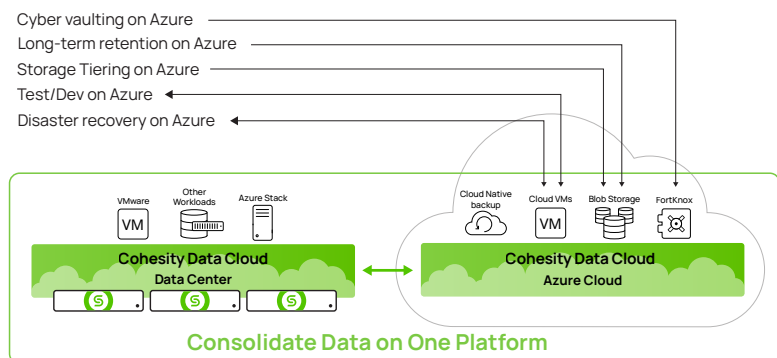 Cyber vaulting on Azure
Long-term retention on Azure
Storage Tiering on Azure
Test/Dev on Azure
Disaster recovery on Azure
VMware
Other
Workloads
Azure Stack
Cloud Native
backup
Cloud VMs
Blob Storage
FortKnox
VM
VM
Cohesity Data Cloud
Data Center
Cohesity Data Cloud
Azure Cloud
S
S
S
Consolidate Data on One Platform